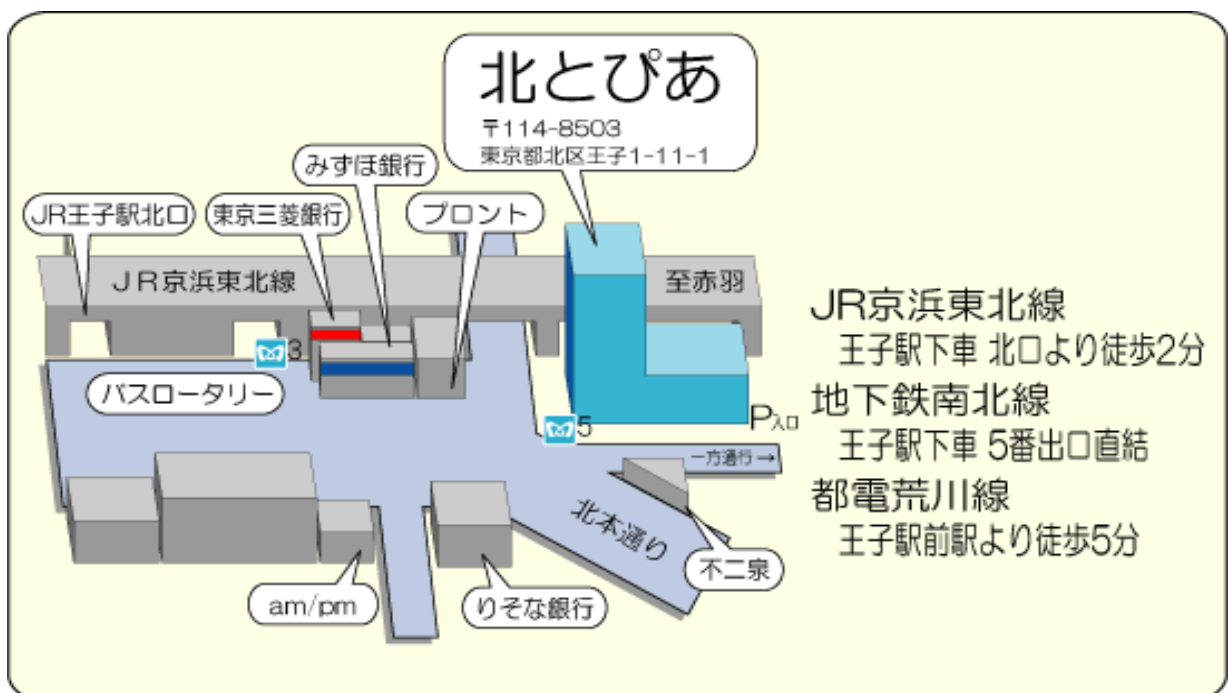 北とぴあ
〒114-8503
東京都北区王子1-11-1
みずほ銀行
JR王子駅北口
東京三菱銀行
プロント
JR京浜東北線
至赤羽
3
バスロータリー
5
P入口
一方通行→
北本通り
不二泉
am/pm
りそな銀行
JR京浜東北線
王子駅下車 北口より徒歩2分
地下鉄南北線
王子駅下車 5番出口直結
都電荒川線
王子駅前駅より徒歩5分